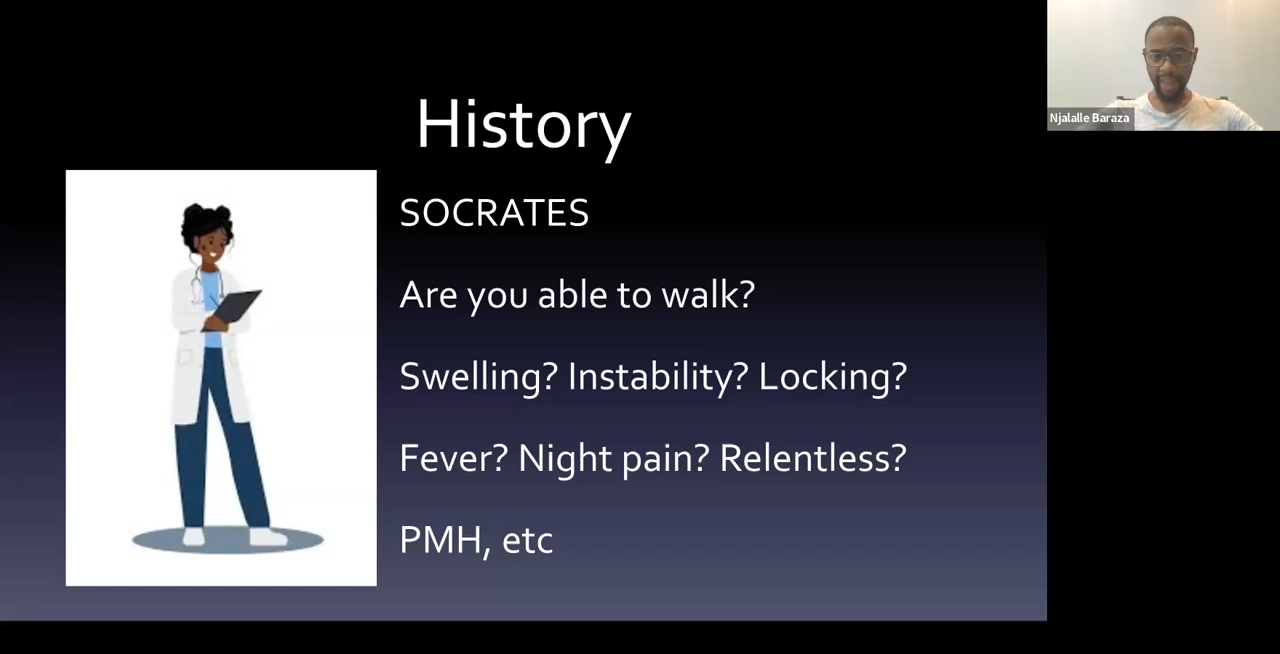 History
SOCRATES
Are you able to walk?
Swelling? Instability? Locking?
Fever? Night pain? Relentless?
PMH, etc
Njalalle Baraza